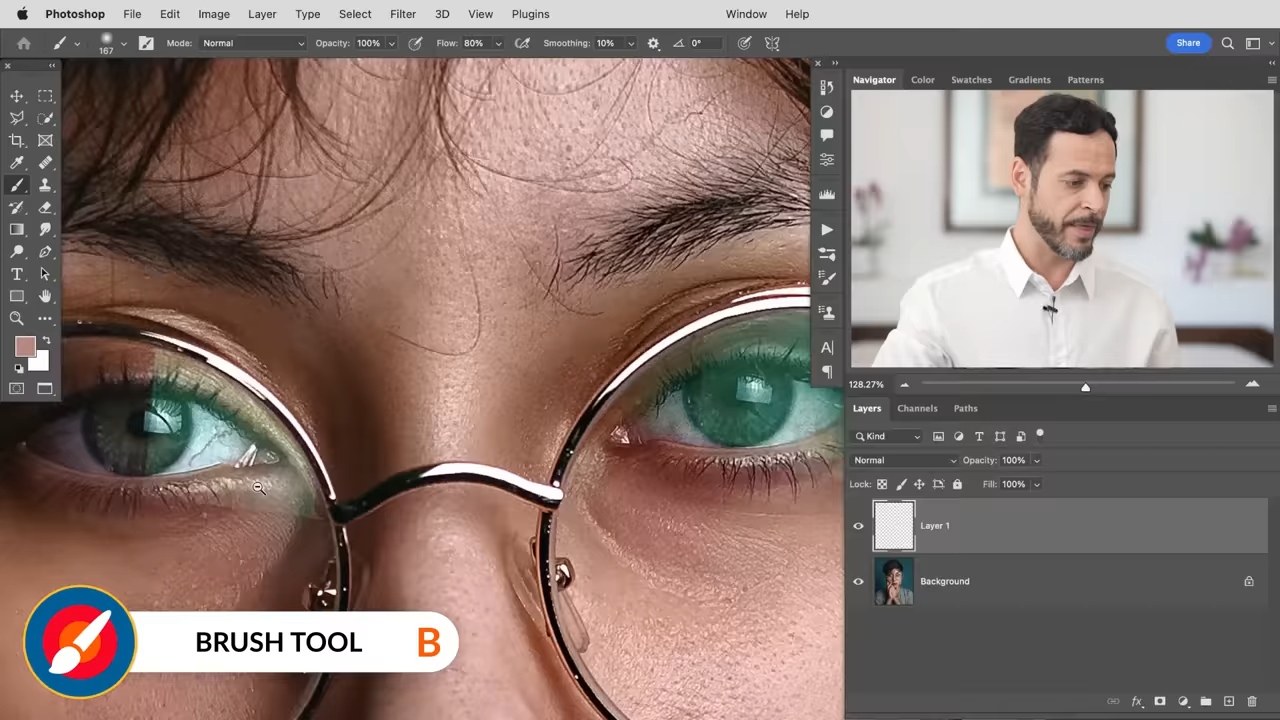 Photoshop File Edit Image Layer Type Select Filter 3D View Plugins Window Help
167 Mode: Normal Opacity: 100% Flow: 80% Smoothing: 10% 0° Share
Navigator Color Swatches Gradients Patterns
128.27%
Layers Channels Paths
Kind
Normal Opacity: 100%
Lock: Fill: 100%
Layer 1
Background
BRUSH TOOL B